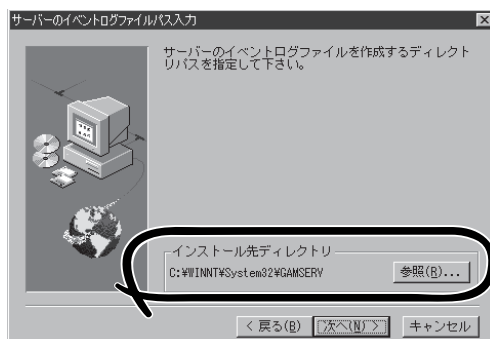 サーバーのイベントログファイルパス入力
サーバーのイベントログファイルを作成するディレクト
リパスを指定して下さい。
インストール先ディレクトリ
C:¥WINNT¥System32¥GAMSERV
参照(R)...
< 戻る(B)
次へ(N) >
キャンセル